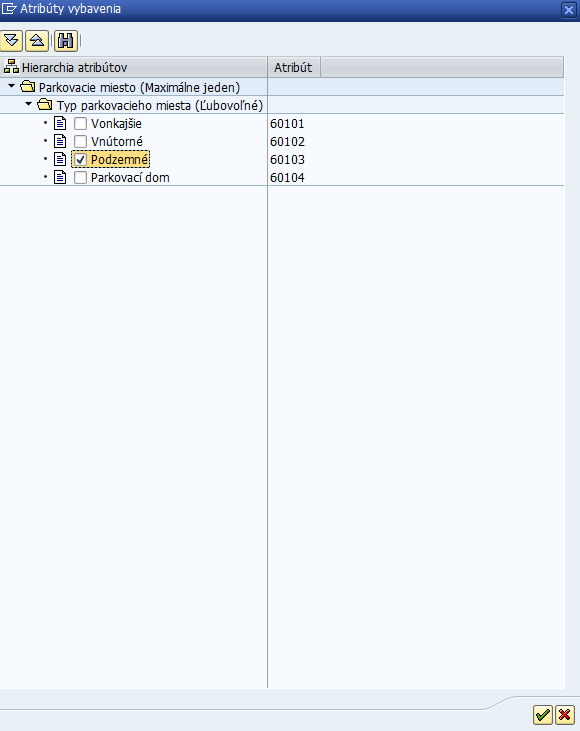 Atribúty vybavenia
Hierarchia atribútov Atribút
Parkovacie miesto (Maximálne jeden)
Typ parkovacieho miesta (Ľubovoľné)
Vonkajšie 60101
Vnútorné 60102
Podzemné 60103
Parkovací dom 60104